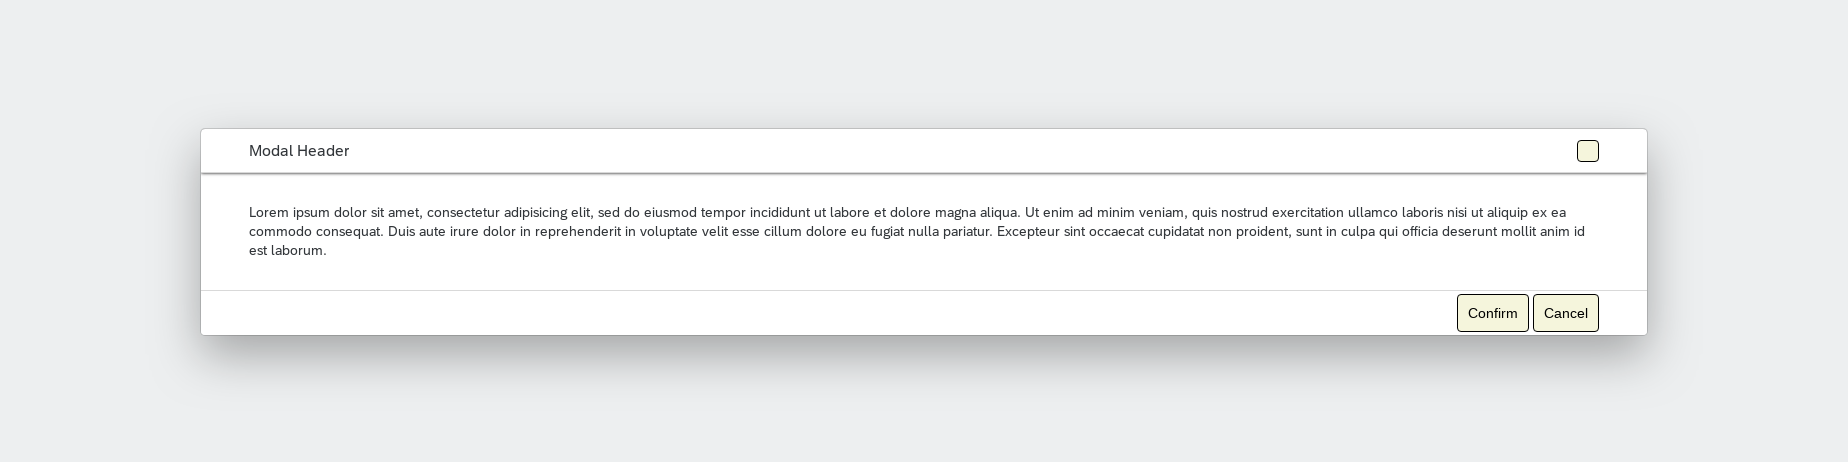 Modal Header
Lorem ipsum dolor sit amet, consectetur adipisicing elit, sed do eiusmod tempor incididunt ut labore et dolore magna aliqua. Ut enim ad minim veniam, quis nostrud exercitation ullamco laboris nisi ut aliquip ex ea
commodo consequat. Duis aute irure dolor in reprehenderit in voluptate velit esse cillum dolore eu fugiat nulla pariatur. Excepteur sint occaecat cupidatat non proident, sunt in culpa qui officia deserunt mollit anim id
est laborum.
Confirm Cancel